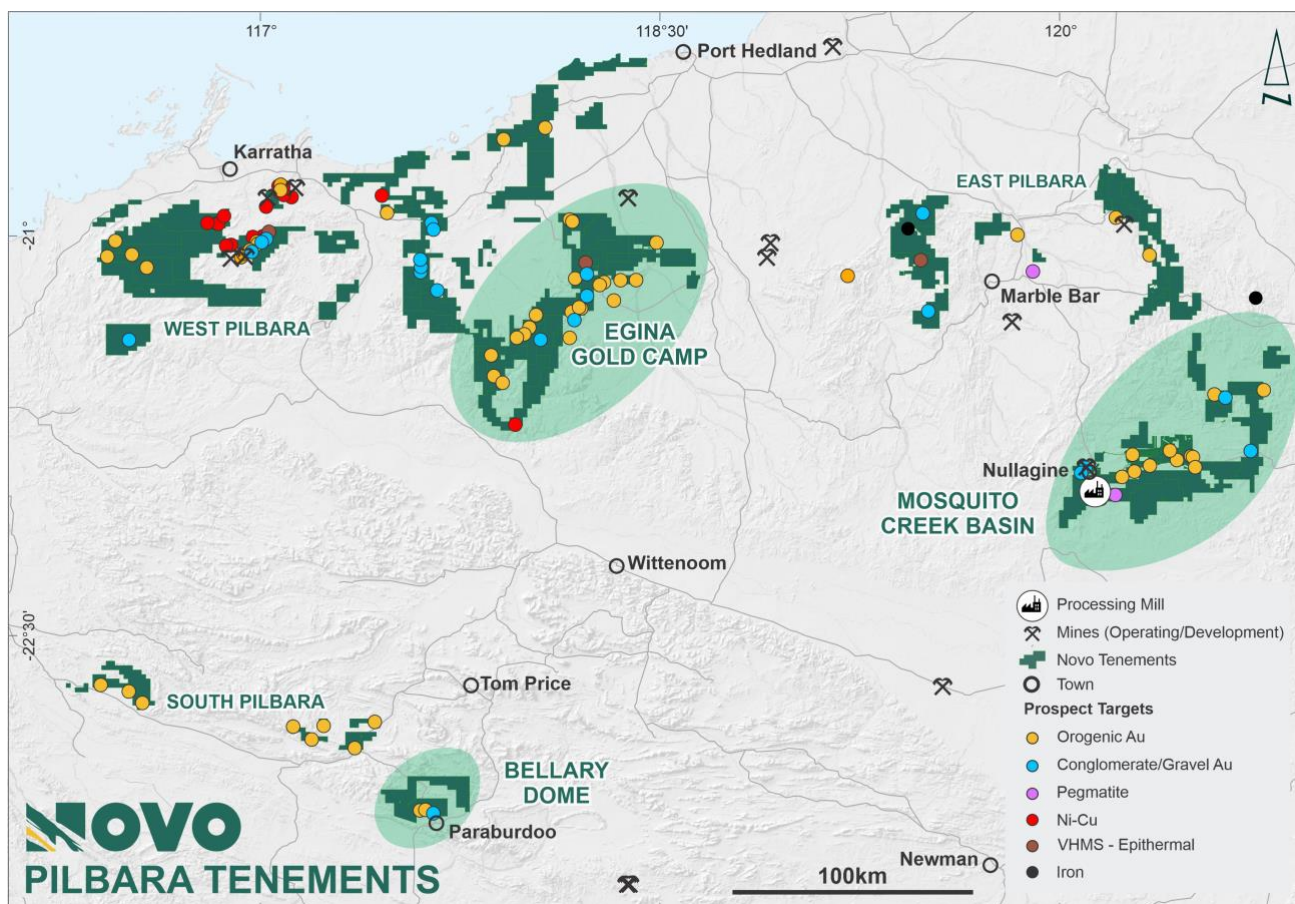 117°
118°30'
120°
Port Hedland
Z
Karratha
EAST PILBARA
-21°
Marble Bar
WEST PILBARA
EGINA
GOLD CAMP
Nullagine
MOSQUITO
CREEK BASIN
Wittenoom
-22°30'
Tom Price
SOUTH PILBARA
BELLARY
DOME
Paraburdoo
Newman
100km
Processing Mill
Mines (Operating/Development)
Novo Tenements
Town
Prospect Targets
Orogenic Au
Conglomerate/Gravel Au
Pegmatite
Ni-Cu
VHMS - Epithermal
Iron
NOVO
PILBARA TENEMENTS